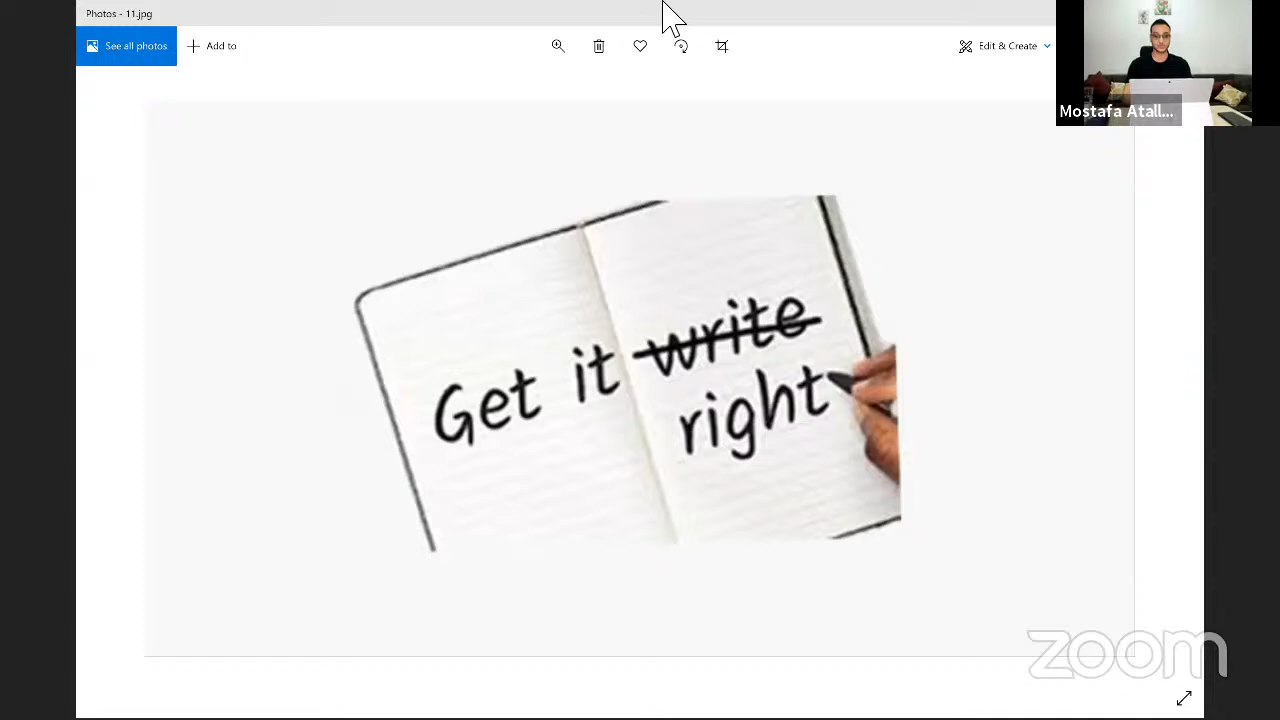 Photos - 11.jpg
See all photos
Add to
Edit & Create
Mostafa Atall...
Get it write
right
zoom